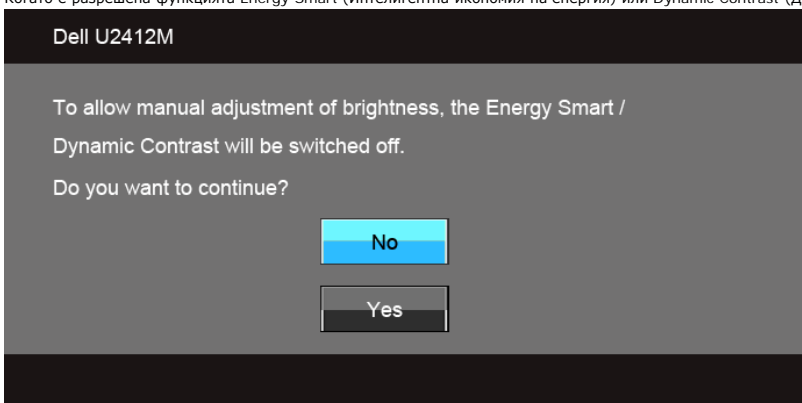 Когато е разрешена функцията Energy Smart (Интелигентна икономия на енергия) или Dynamic Contrast (Д
Dell U2412M
To allow manual adjustment of brightness, the Energy Smart /
Dynamic Contrast will be switched off.
Do you want to continue?
No
Yes